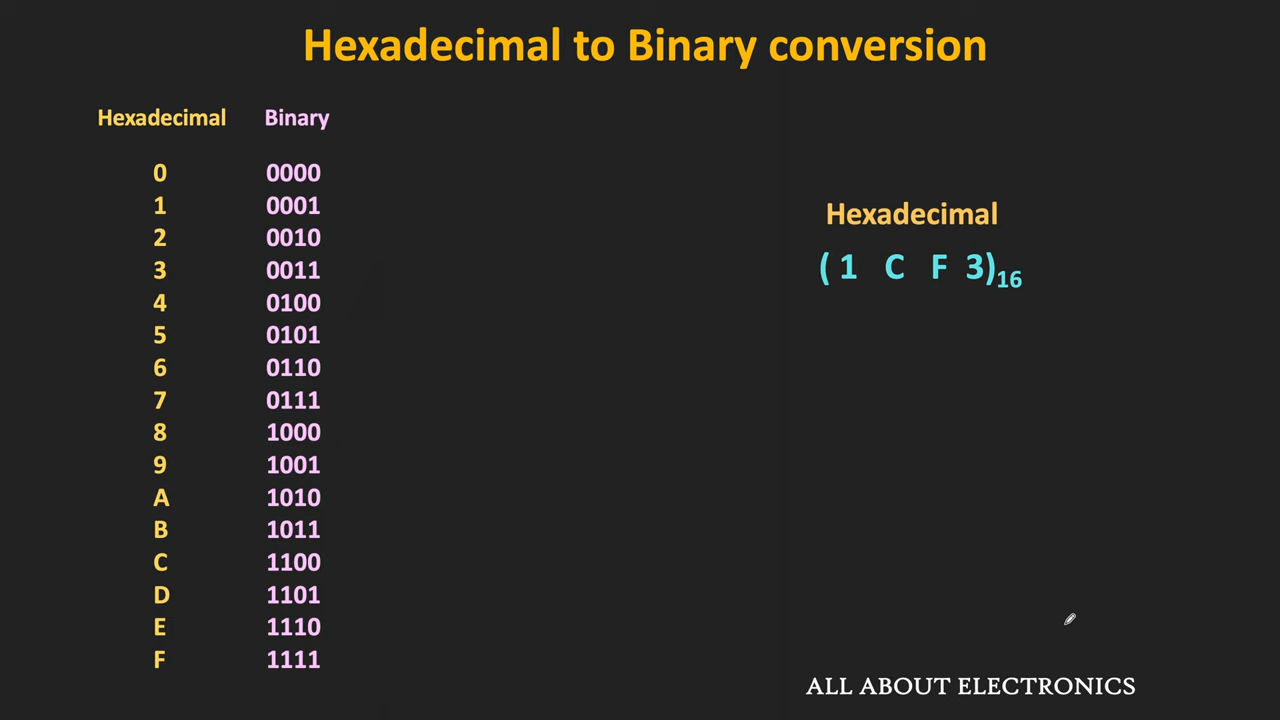 Hexadecimal to Binary conversion
Hexadecimal Binary
0 0000
1 0001
2 0010
3 0011
4 0100
5 0101
6 0110
7 0111
8 1000
9 1001
A 1010
B 1011
C 1100
D 1101
E 1110
F 1111
Hexadecimal
( 1 C F 3)16
ALL ABOUT ELECTRONICS